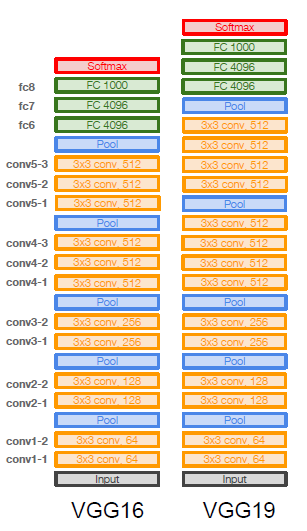 Softmax
FC 1000
Softmax FC 4096
fc8 FC 1000 FC 4096
fc7 FC 4096 Pool
fc6 FC 4096 3x3 conv, 512
Pool 3x3 conv, 512
conv5-3 3x3 conv, 512 3x3 conv, 512
conv5-2 3x3 conv, 512 3x3 conv, 512
conv5-1 3x3 conv, 512 Pool
Pool 3x3 conv, 512
conv4-3 3x3 conv, 512 3x3 conv, 512
conv4-2 3x3 conv, 512 3x3 conv, 512
conv4-1 3x3 conv, 512 3x3 conv, 512
Pool Pool
conv3-2 3x3 conv, 256 3x3 conv, 256
conv3-1 3x3 conv, 256 3x3 conv, 256
Pool Pool
conv2-2 3x3 conv, 128 3x3 conv, 128
conv2-1 3x3 conv, 128 3x3 conv, 128
Pool Pool
conv1-2 3x3 conv, 64 3x3 conv, 64
conv1-1 3x3 conv, 64 3x3 conv, 64
Input Input
VGG16 VGG19